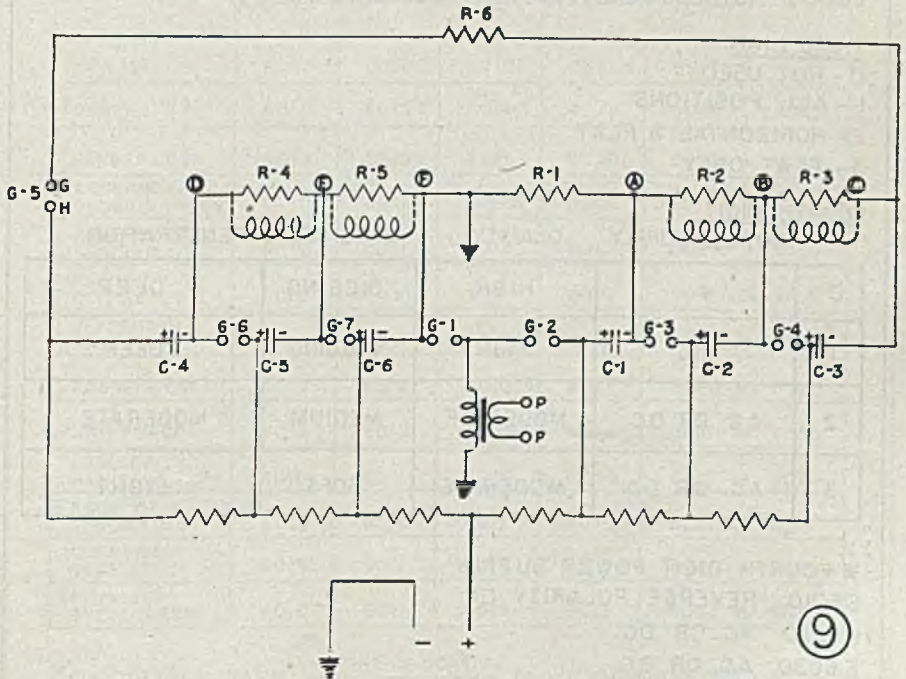 R-6
G-5 G H
D R-4 E R-5 F R-1 A R-2 B R-3 C
G-6 G-7 G-1 G-2 G-3 G-4
+ - + - + - + - + - + -
C-4 C-5 C-6 C-1 C-2 C-3
P
P
- +
9